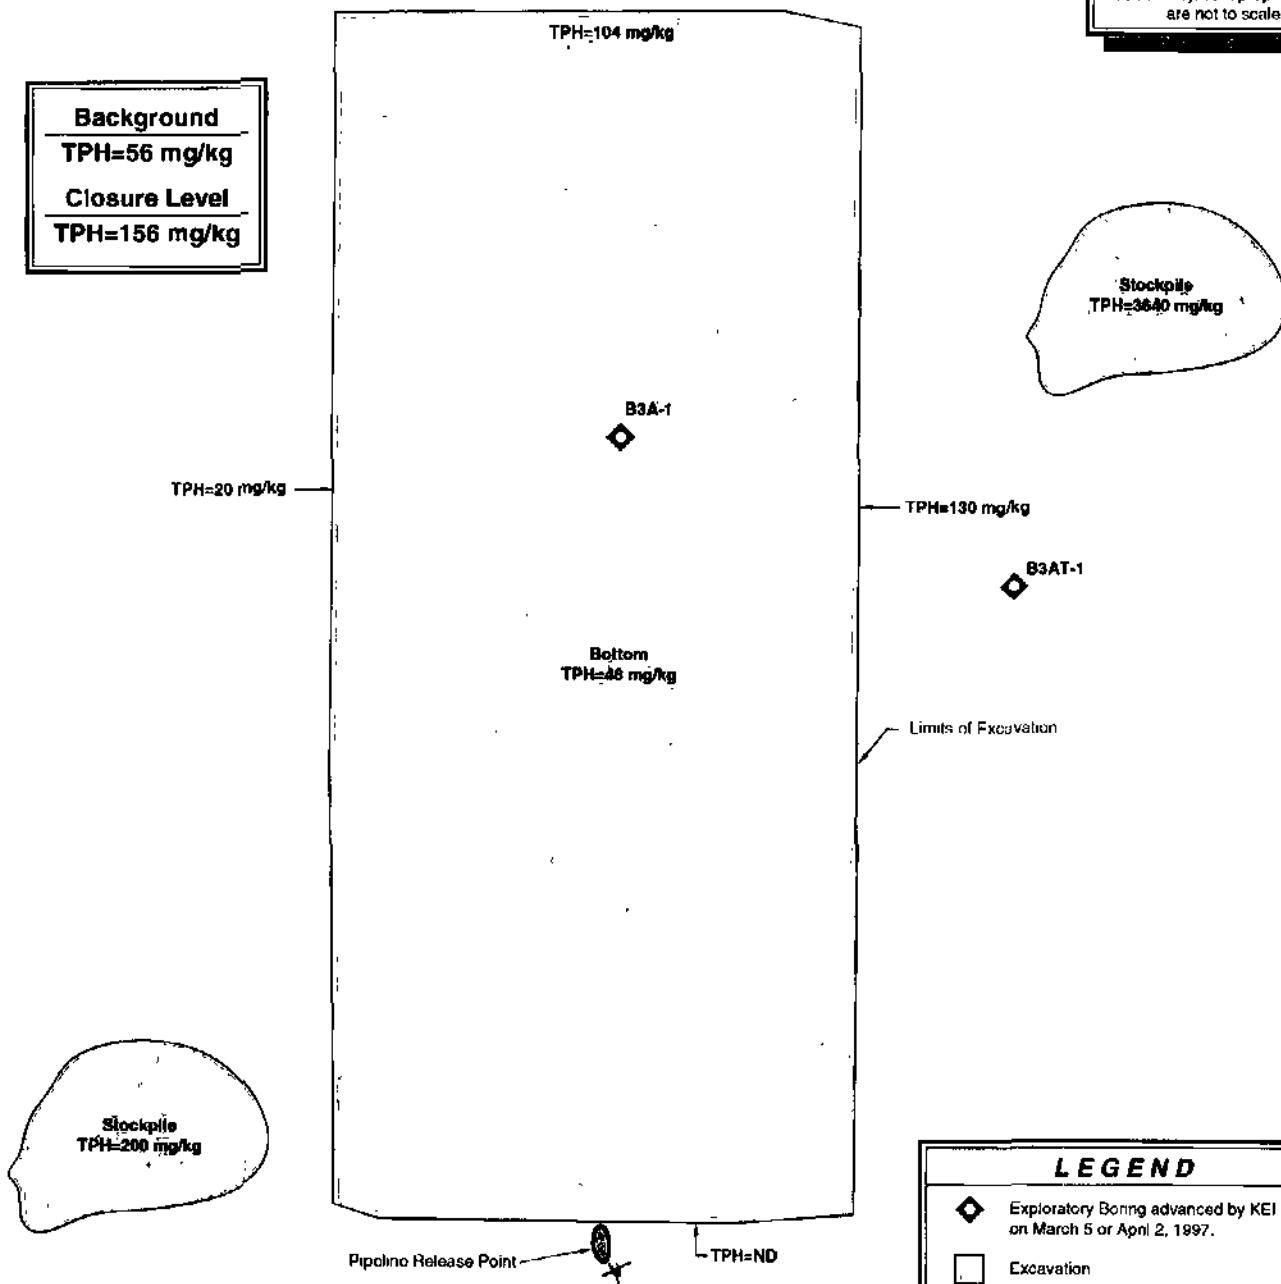 are not to scale
TPH=104 mg/kg
Background
TPH=56 mg/kg
Closure Level
TPH=156 mg/kg
Stockpile
TPH=3640 mg/kg
B3A-1
TPH=20 mg/kg
TPH=130 mg/kg
B3AT-1
Bottom
TPH=46 mg/kg
Limits of Excavation
Stockpile
TPH=200 mg/kg
Pipeline Release Point
TPH=ND
LEGEND
Exploratory Boring advanced by KEI
on March 5 or April 2, 1997.
Excavation